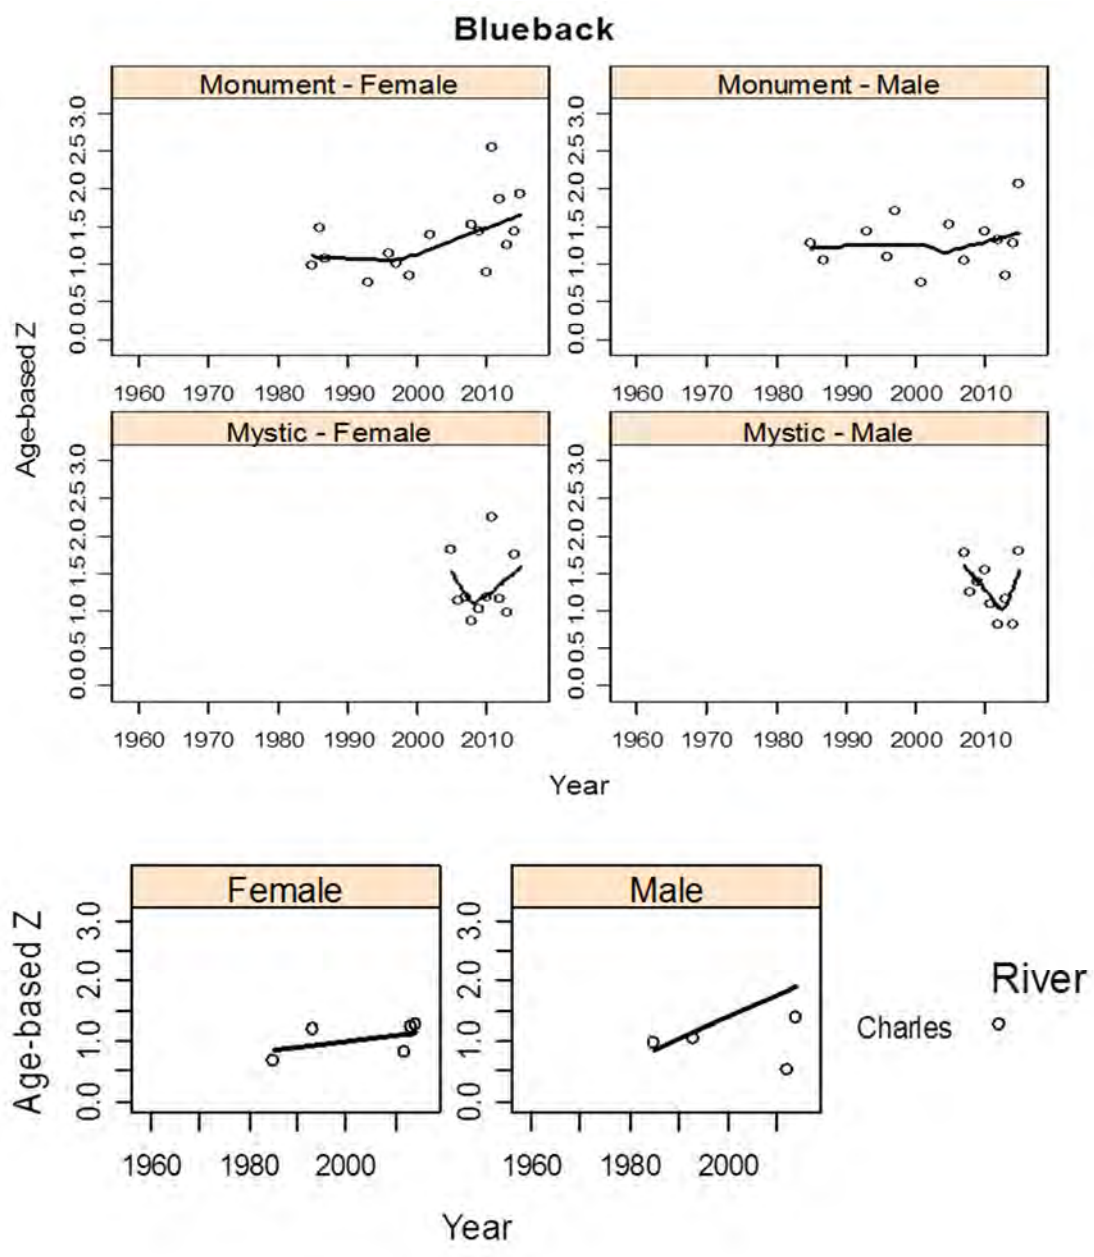 Blueback
Monument - Female
Monument - Male
0.0 0.5 1.0 1.5 2.0 2.5 3.0
0.0 0.5 1.0 1.5 2.0 2.5 3.0
1960 1970 1980 1990 2000 2010
1960 1970 1980 1990 2000 2010
Age-based Z
Mystic - Female
Mystic - Male
0.0 0.5 1.0 1.5 2.0 2.5 3.0
0.0 0.5 1.0 1.5 2.0 2.5 3.0
1960 1970 1980 1990 2000 2010
1960 1970 1980 1990 2000 2010
Year
Female
Male
Age-based Z
0.0 1.0 2.0 3.0
0.0 1.0 2.0 3.0
River
Charles
1960 1980 2000
1960 1980 2000
Year